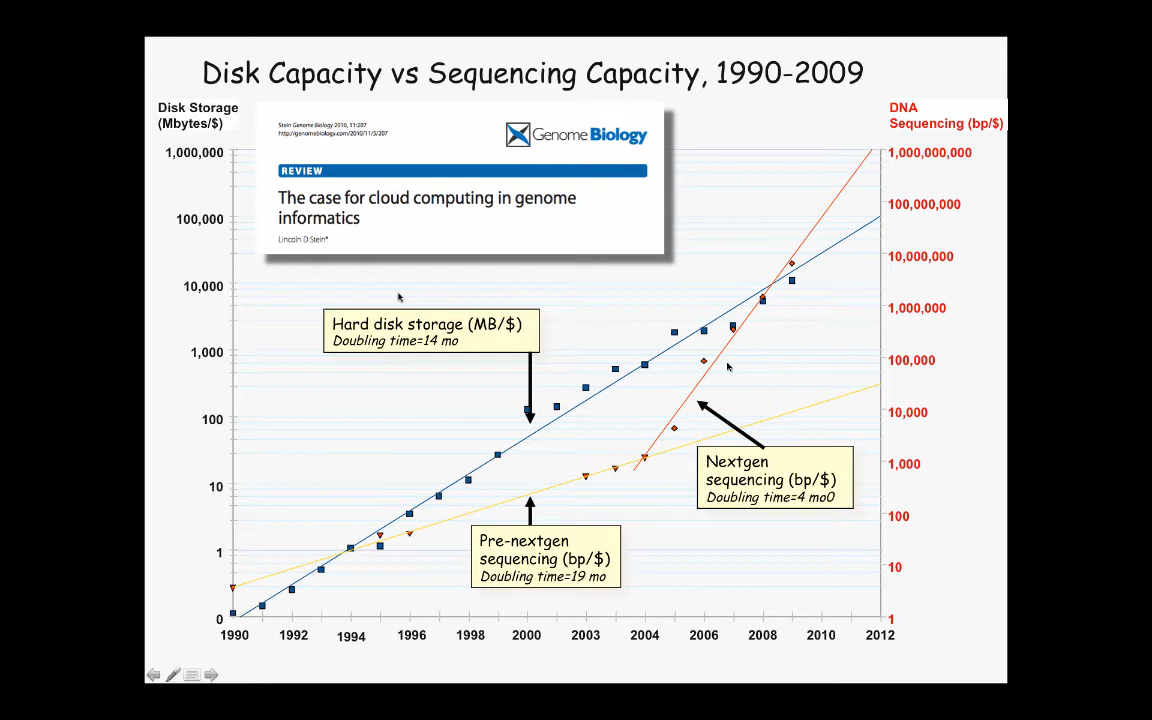 Disk Capacity vs Sequencing Capacity, 1990-2009
Disk Storage
(Mbytes/$)
DNA
Sequencing (bp/$)
Stein Genome Biology 2010, 11:207
http://genomebiology.com/2010/11/5/207
Genome Biology
REVIEW
The case for cloud computing in genome
informatics
Lincoln D Stein*
1,000,000
100,000
10,000
1,000
100
10
1
0
1,000,000,000
100,000,000
10,000,000
1,000,000
100,000
10,000
1,000
100
10
1
Hard disk storage (MB/$)
Doubling time=14 mo
Nextgen
sequencing (bp/$)
Doubling time=4 mo0
Pre-nextgen
sequencing (bp/$)
Doubling time=19 mo
1990 1992 1994 1996 1998 2000 2003 2004 2006 2008 2010 2012